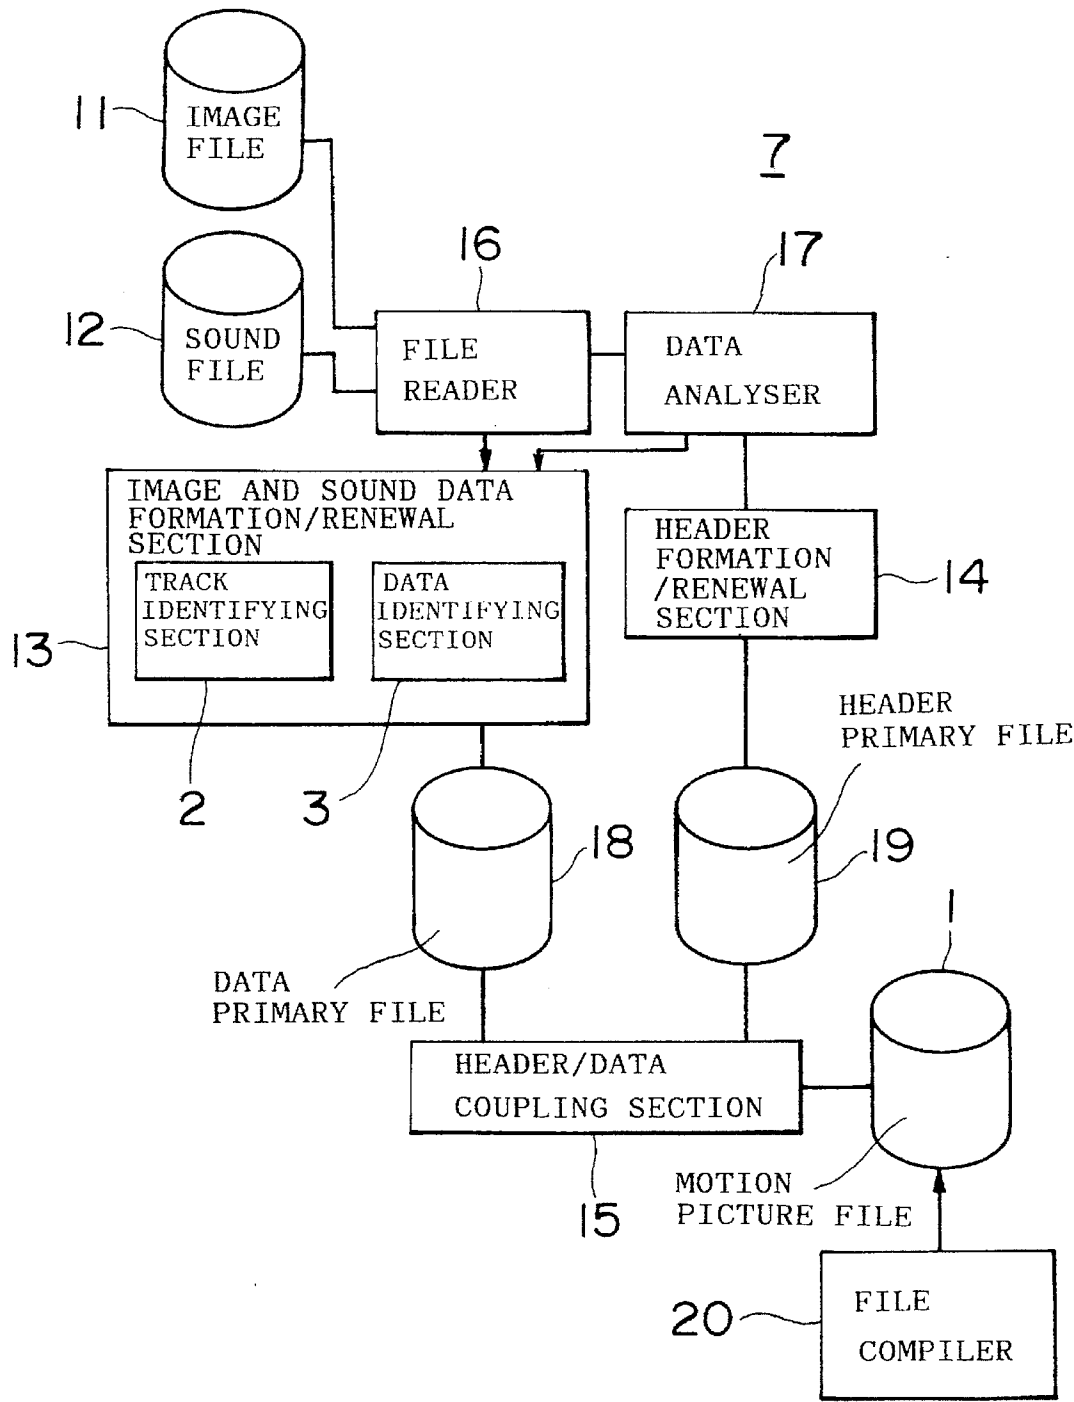 11
IMAGE
FILE
7
16
17
12
SOUND
FILE
FILE
READER
DATA
ANALYSER
IMAGE AND SOUND DATA
FORMATION/RENEWAL
SECTION
TRACK
IDENTIFYING
SECTION
DATA
IDENTIFYING
SECTION
13
HEADER
FORMATION
/RENEWAL
SECTION
14
2
3
HEADER
PRIMARY FILE
18
19
1
DATA
PRIMARY FILE
HEADER/DATA
COUPLING SECTION
15
MOTION
PICTURE FILE
20
FILE
COMPILER